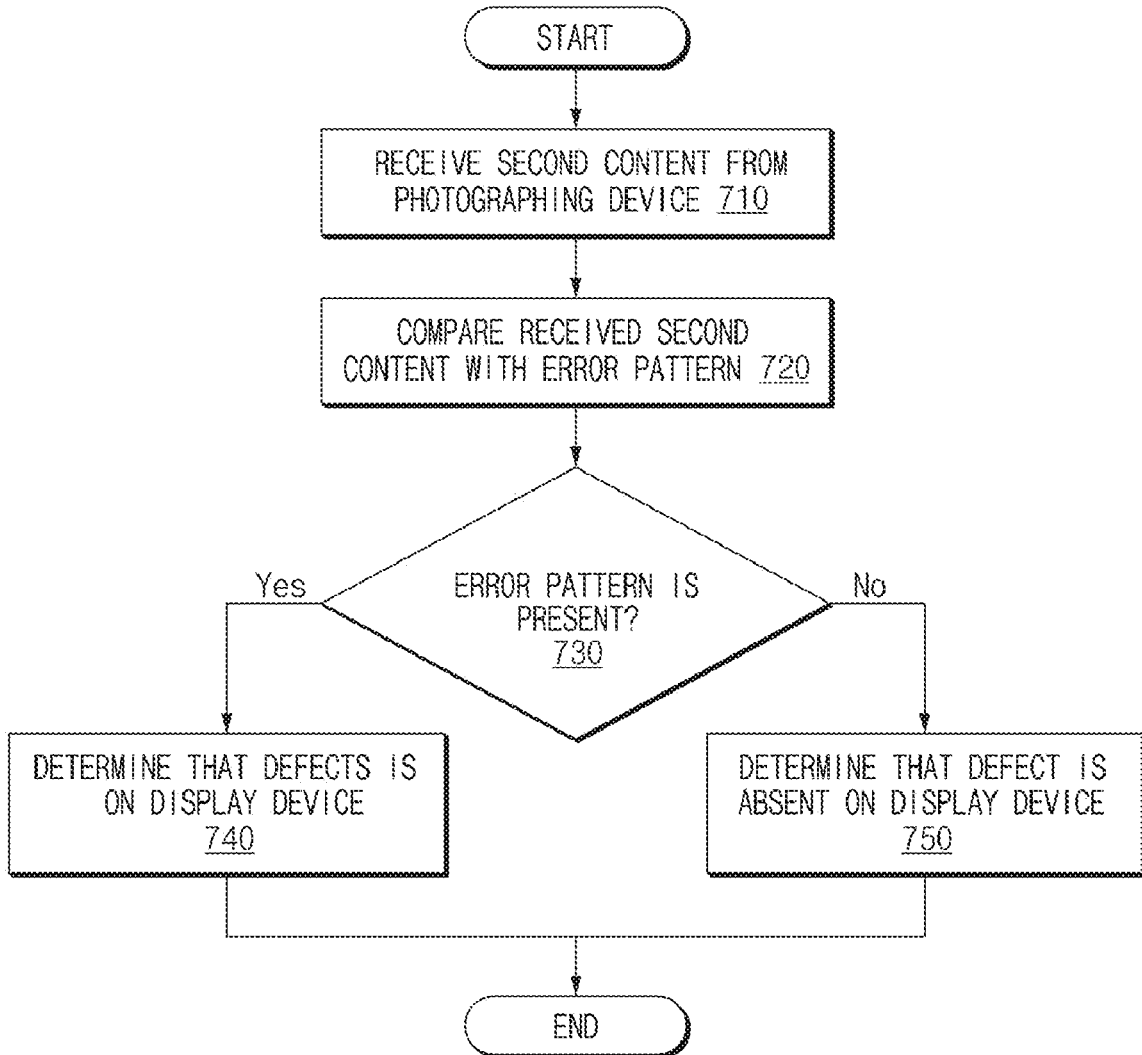 START
RECEIVE SECOND CONTENT FROM
PHOTOGRAPHING DEVICE 710
COMPARE RECEIVED SECOND
CONTENT WITH ERROR PATTERN 720
ERROR PATTERN IS
PRESENT?
730
Yes
No
DETERMINE THAT DEFECTS IS
ON DISPLAY DEVICE
740
DETERMINE THAT DEFECT IS
ABSENT ON DISPLAY DEVICE
750
END